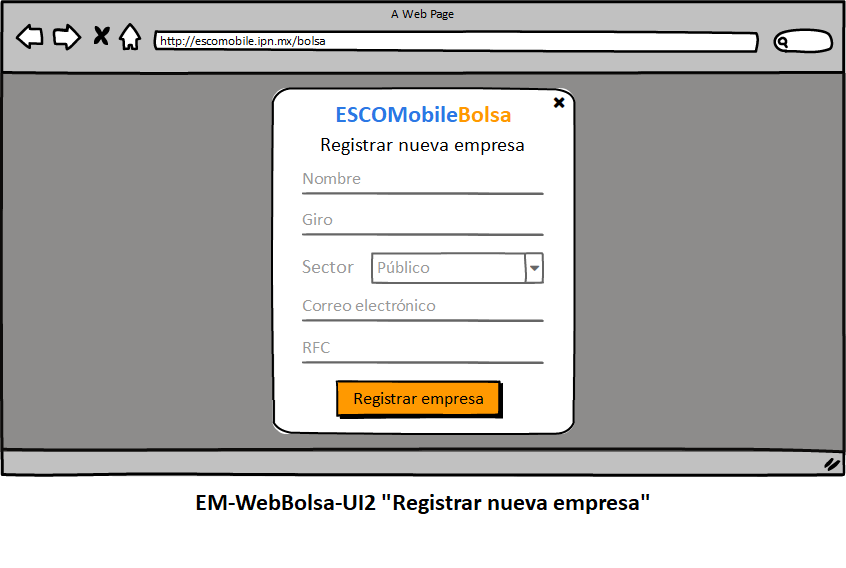 A Web Page
http://escomobile.ipn.mx/bolsa
ESCOMobileBolsa
Registrar nueva empresa
Nombre
Giro
Sector Público
Correo electrónico
RFC
Registrar empresa
EM-WebBolsa-UI2 "Registrar nueva empresa"